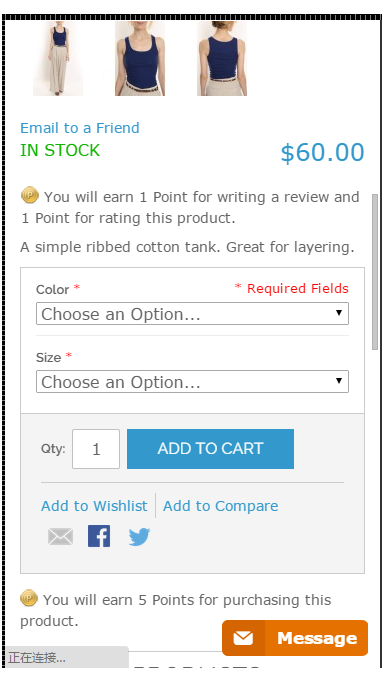 Email to a Friend
IN STOCK
$60.00
You will earn 1 Point for writing a review and
1 Point for rating this product.
A simple ribbed cotton tank. Great for layering.
Color *
* Required Fields
Choose an Option...
Size *
Choose an Option...
Qty: 1 ADD TO CART
Add to Wishlist Add to Compare
You will earn 5 Points for purchasing this
product.
Message
正在连接...